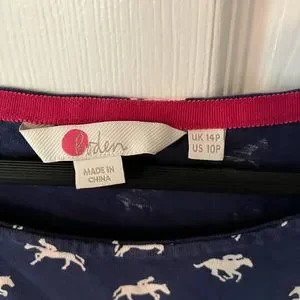 Boden
MADE IN
CHINA
UK 14P
US 10P